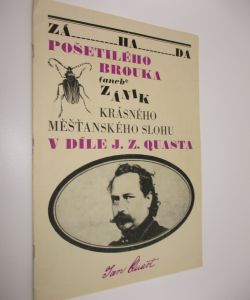 ZÁ...............HA...............DA
POŠETILÉHO
BROUKA
(aneb
ZÁNIK
KRÁSNÉHO
MĚŠŤANSKÉHO SLOHU
V DÍLE J. Z. QUASTA
Jan Quast